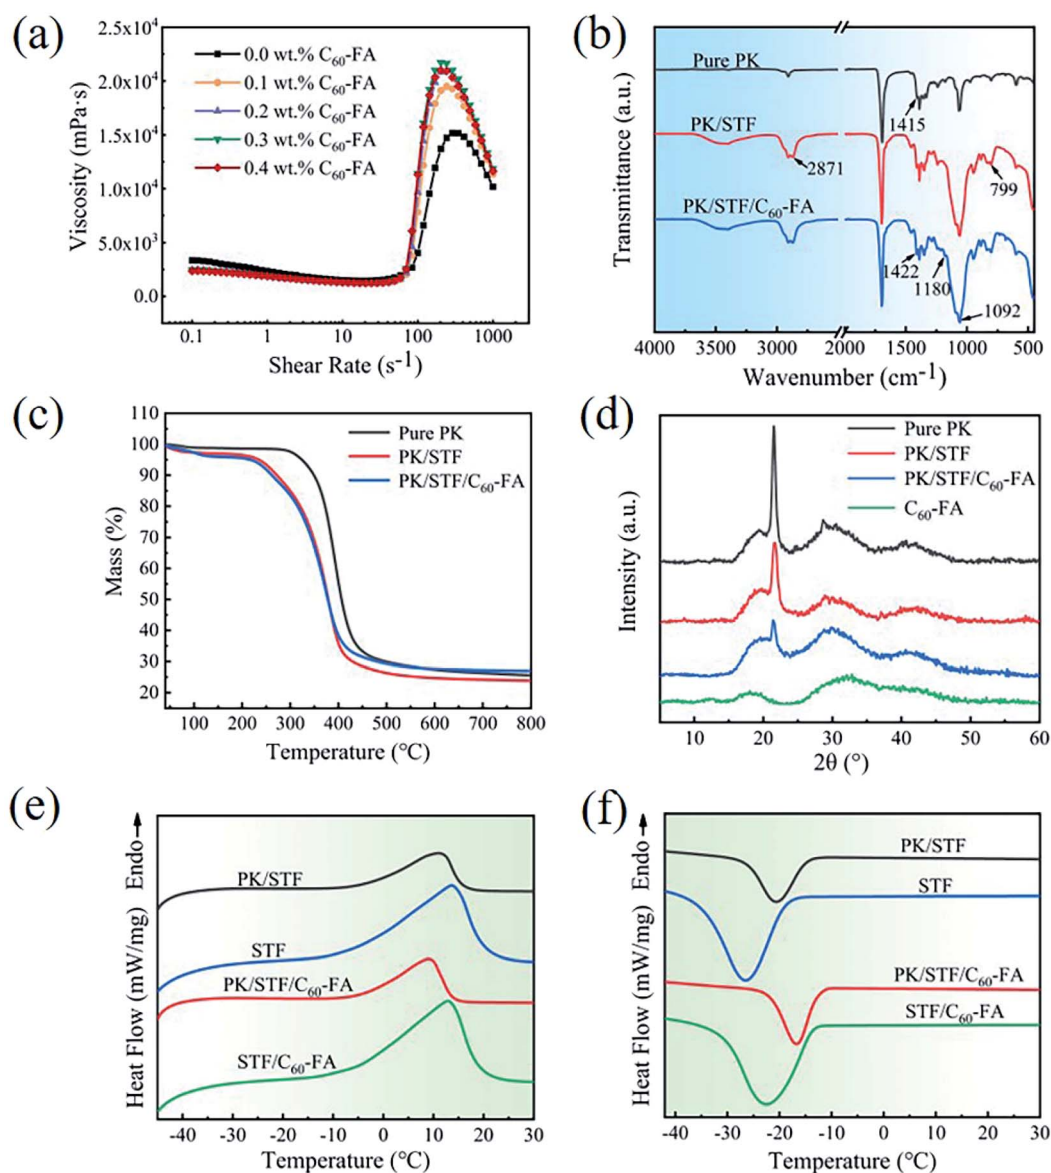 (a)
2.5x10⁴
2.0x10⁴
1.5x10⁴
1.0x10⁴
5.0x10³
0.0
Viscosity (mPa·s)
0.0 wt.% C₆₀-FA
0.1 wt.% C₆₀-FA
0.2 wt.% C₆₀-FA
0.3 wt.% C₆₀-FA
0.4 wt.% C₆₀-FA
0.1 1 10 100 1000
Shear Rate (s⁻¹)
(b)
Transmittance (a.u.)
Pure PK
1415
PK/STF
2871
799
PK/STF/C₆₀-FA
1422
1180
1092
4000 3000 2000 1500 1000 500
Wavenumber (cm⁻¹)
(c)
110
100
90
80
70
60
50
40
30
20
Mass (%)
Pure PK
PK/STF
PK/STF/C₆₀-FA
100 200 300 400 500 600 700 800
Temperature (℃)
(d)
Intensity (a.u.)
Pure PK
PK/STF
PK/STF/C₆₀-FA
C₆₀-FA
10 20 30 40 50 60
2θ (°)
(e)
Heat Flow (mW/mg) Endo→
PK/STF
STF
PK/STF/C₆₀-FA
STF/C₆₀-FA
-40 -30 -20 -10 0 10 20 30
Temperature (℃)
(f)
Heat Flow (mW/mg) Endo→
PK/STF
STF
PK/STF/C₆₀-FA
STF/C₆₀-FA
-40 -30 -20 -10 0 10 20 30
Temperature (℃)